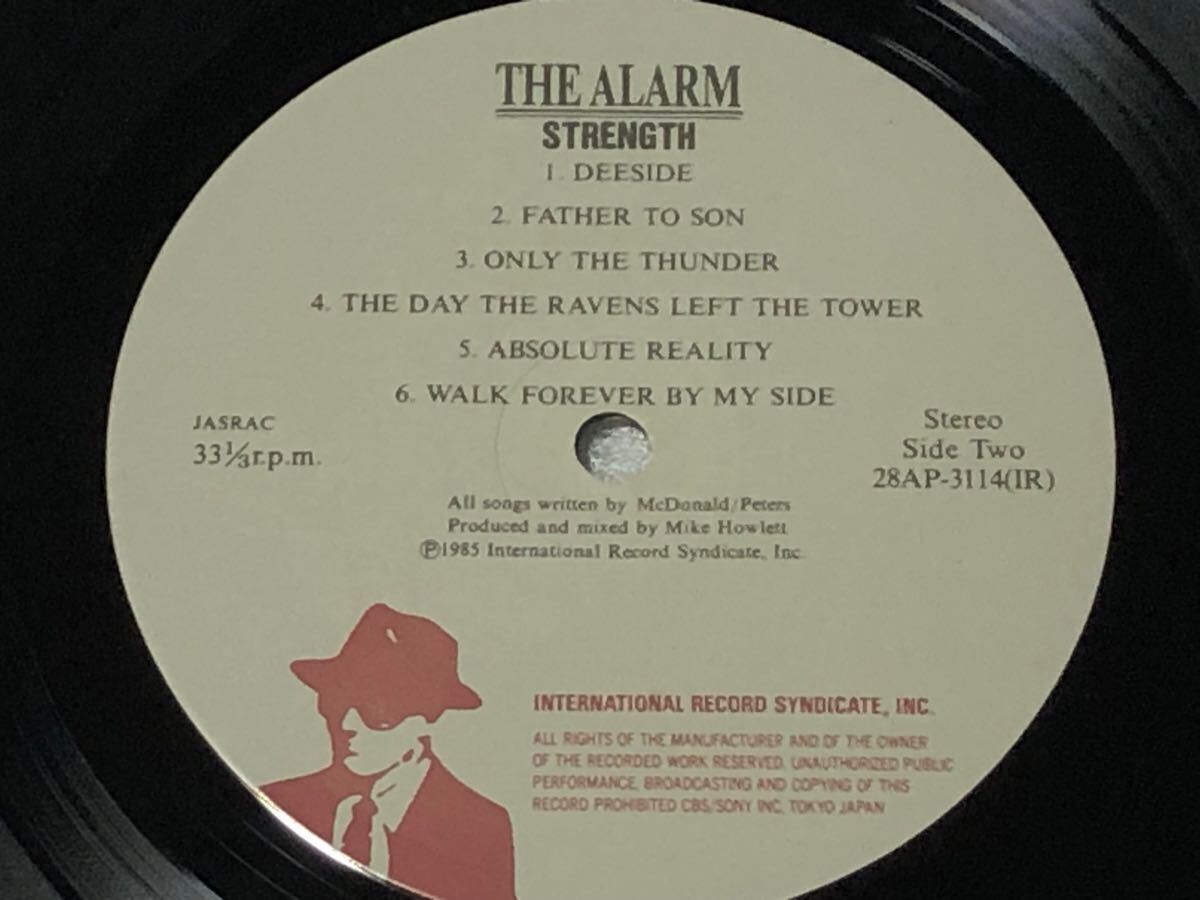 THE ALARM
STRENGTH
1. DEESIDE
2. FATHER TO SON
3. ONLY THE THUNDER
4. THE DAY THE RAVENS LEFT THE TOWER
5. ABSOLUTE REALITY
6. WALK FOREVER BY MY SIDE
JASRAC
33⅓r.p.m.
Stereo
Side Two
28AP-3114(IR)
All songs written by McDonald/Peters
Produced and mixed by Mike Howlett
Ⓟ1985 International Record Syndicate, Inc.
INTERNATIONAL RECORD SYNDICATE, INC.
ALL RIGHTS OF THE MANUFACTURER AND OF THE OWNER
OF THE RECORDED WORK RESERVED. UNAUTHORIZED PUBLIC
PERFORMANCE, BROADCASTING AND COPYING OF THIS
RECORD PROHIBITED CBS/SONY INC. TOKYO JAPAN